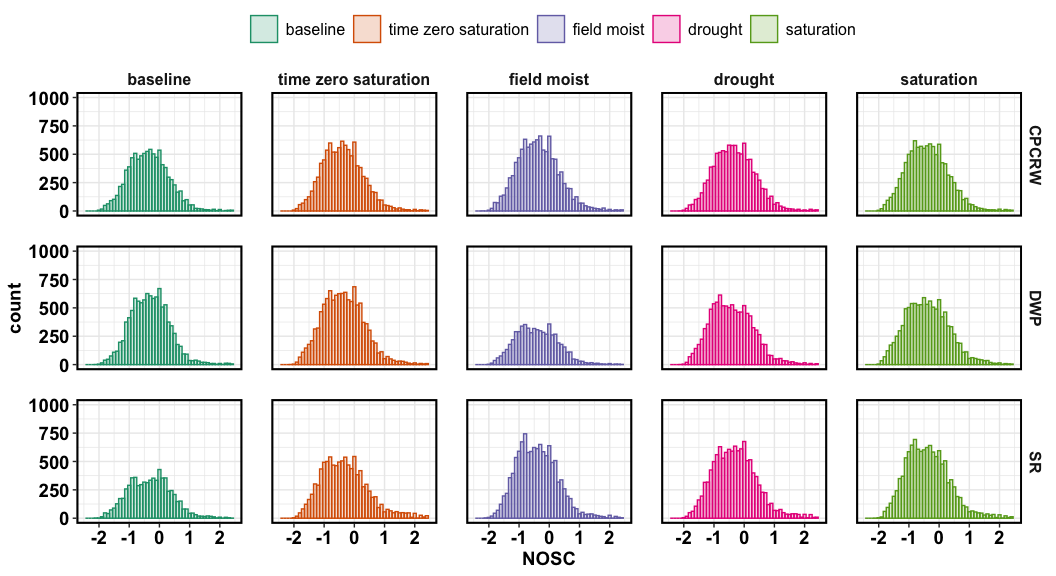 baseline time zero saturation field moist drought saturation
baseline time zero saturation field moist drought saturation
1000
750
500
250
0
CPCRW
1000
750
500
250
0
DWP
count
1000
750
500
250
0
SR
-2 -1 0 1 2 -2 -1 0 1 2 -2 -1 0 1 2 -2 -1 0 1 2 -2 -1 0 1 2
NOSC